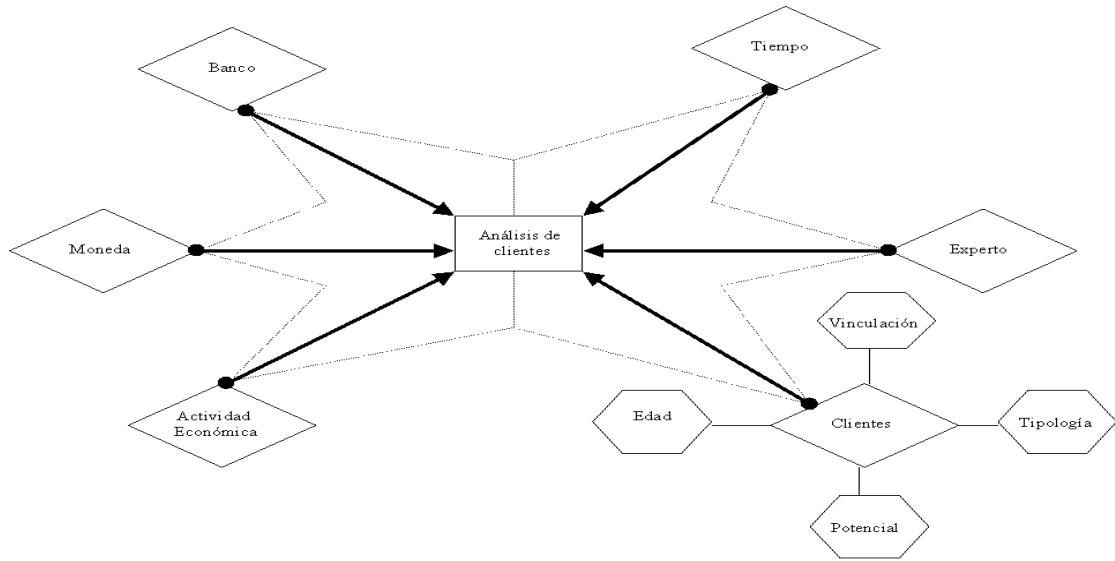 Tiempo
Banco
Análisis de
clientes
Moneda
Experto
Vinculación
Actividad
Económica
Edad
Clientes
Tipología
Potencial